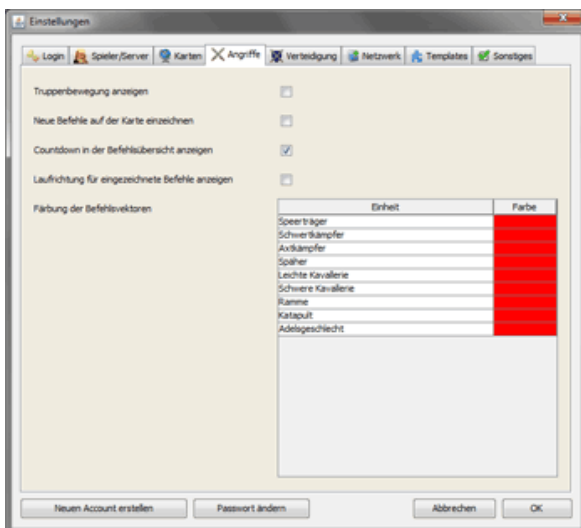 Einstellungen
Login Spieler/Server Karten Angriffe Verteidigung Netzwerk Templates Sonstiges
Truppenbewegung anzeigen
Neue Befehle auf der Karte einzeichnen
Countdown in der Befehlsübersicht anzeigen
Laufrichtung für eingezeichnete Befehle anzeigen
Färbung der Befehlsvektoren
Einheit Farbe
Speerträger
Schwertkämpfer
Axtkämpfer
Späher
Leichte Kavallerie
Schwere Kavallerie
Ramme
Katapult
Adelsgeschlecht
Neuen Account erstellen Passwort ändern Abbrechen OK